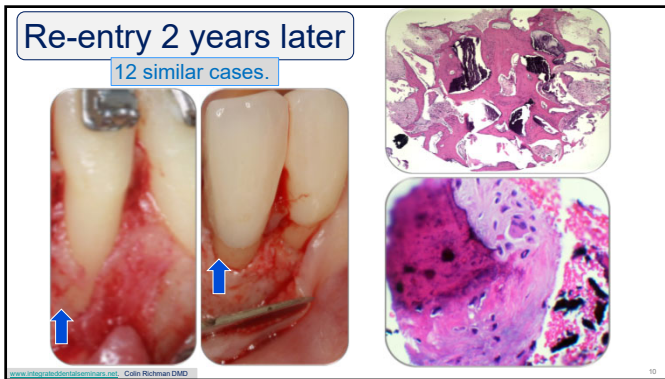 Re-entry 2 years later
12 similar cases.
www.integrateddentalseminars.net, Colin Richman DMD
10